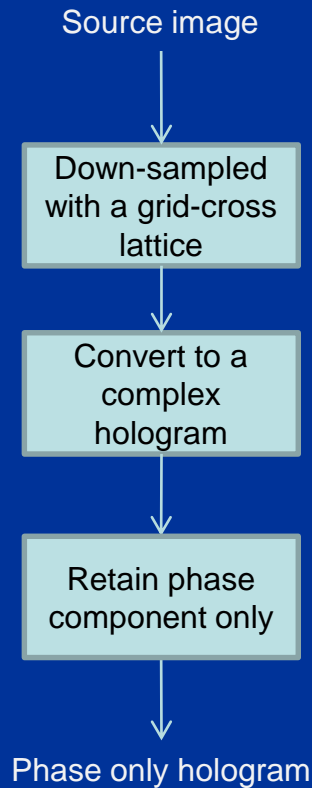 Source image
Down-sampled
with a grid-cross
lattice
Convert to a
complex
hologram
Retain phase
component only
Phase only hologram